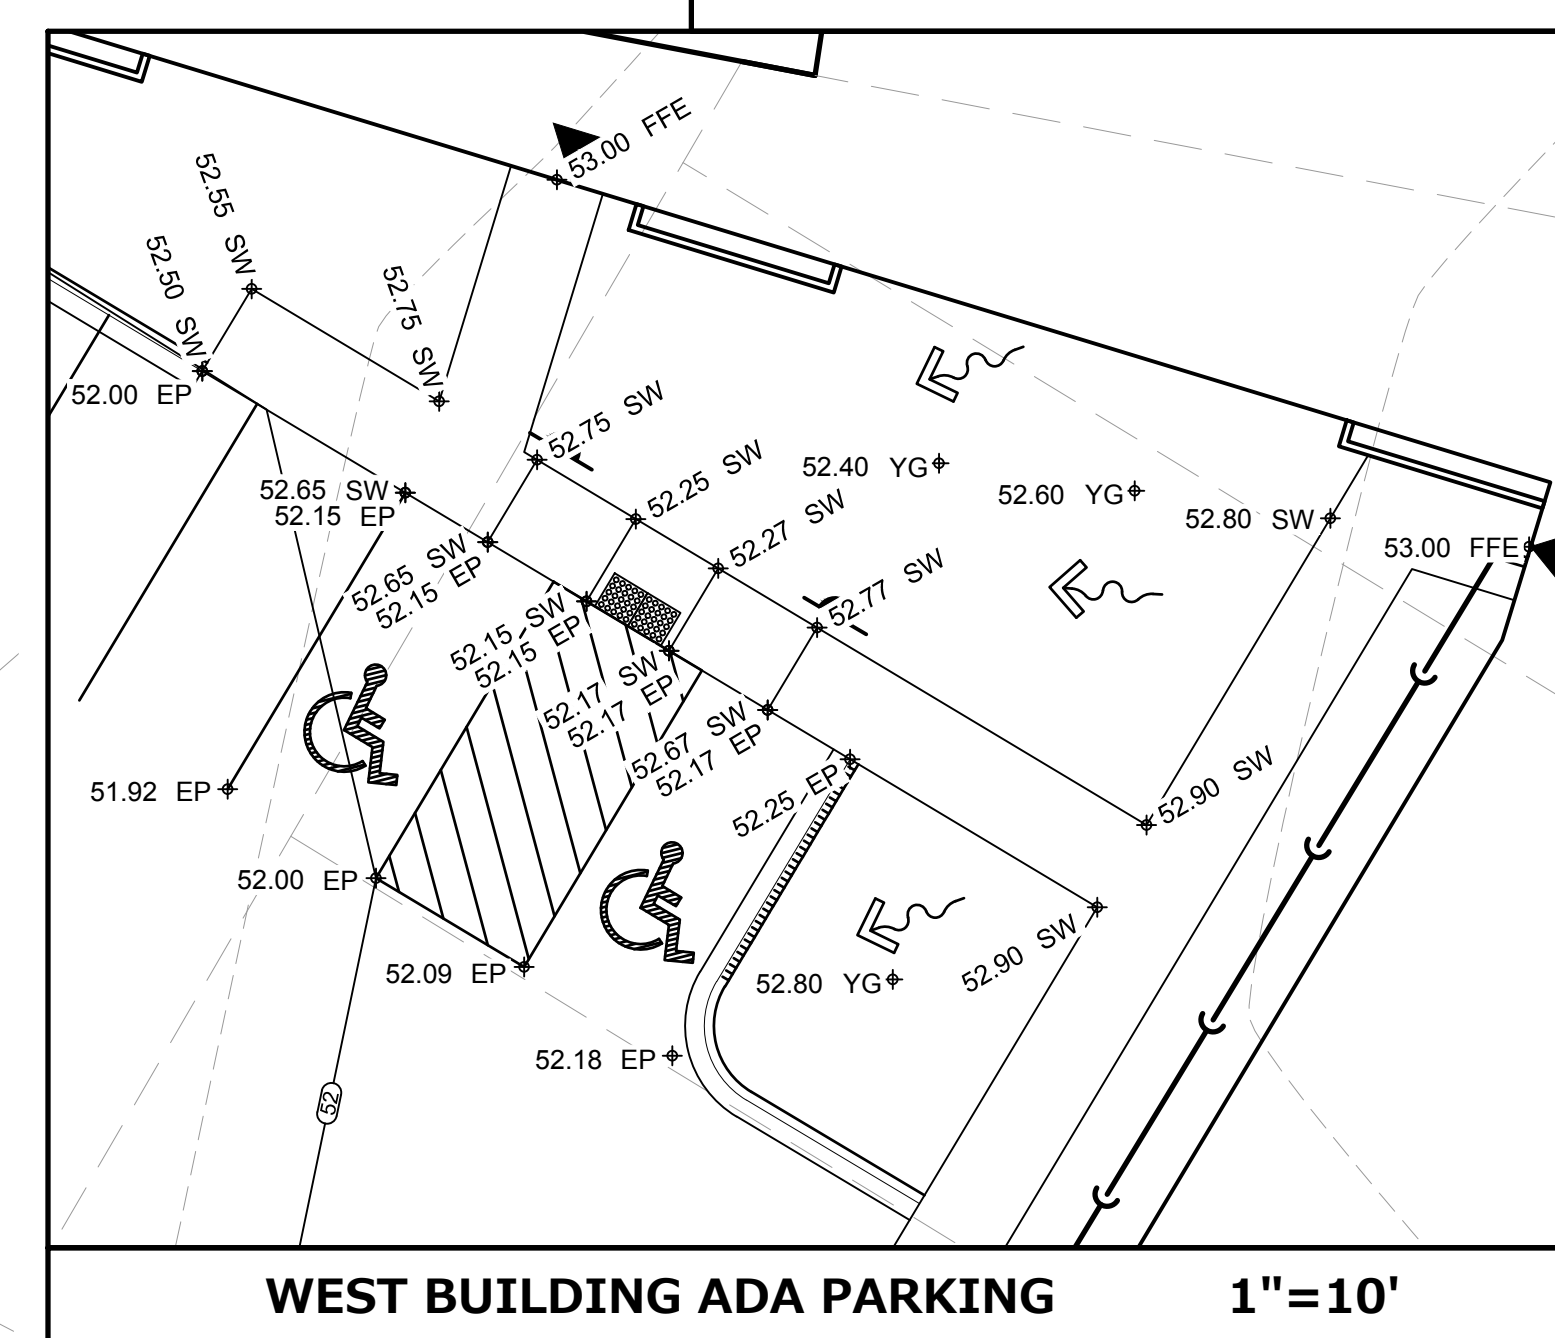 53.00 FFE
52.55 SW
52.50 SW
52.75 SW
52.00 EP
52.75 SW
52.25 SW
52.40 YG
52.60 YG
52.80 SW
53.00 FFE
52.65 SW
52.15 EP
52.27 SW
52.65 SW
52.15 EP
52.77 SW
52.15 SW
52.15 EP
52.17 SW
52.17 EP
52.67 SW
52.17 EP
51.92 EP
52.25 EP
52.90 SW
52.00 EP
52.09 EP
52.80 YG
52.90 SW
52.18 EP
52
WEST BUILDING ADA PARKING 1"=10'